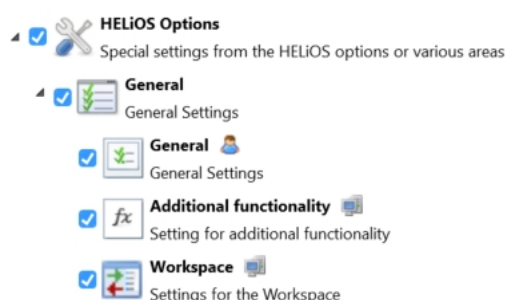 HELiOS Options
Special settings from the HELiOS options or various areas
General
General Settings
General
General Settings
fx Additional functionality
Setting for additional functionality
Workspace
Settings for the Workspace